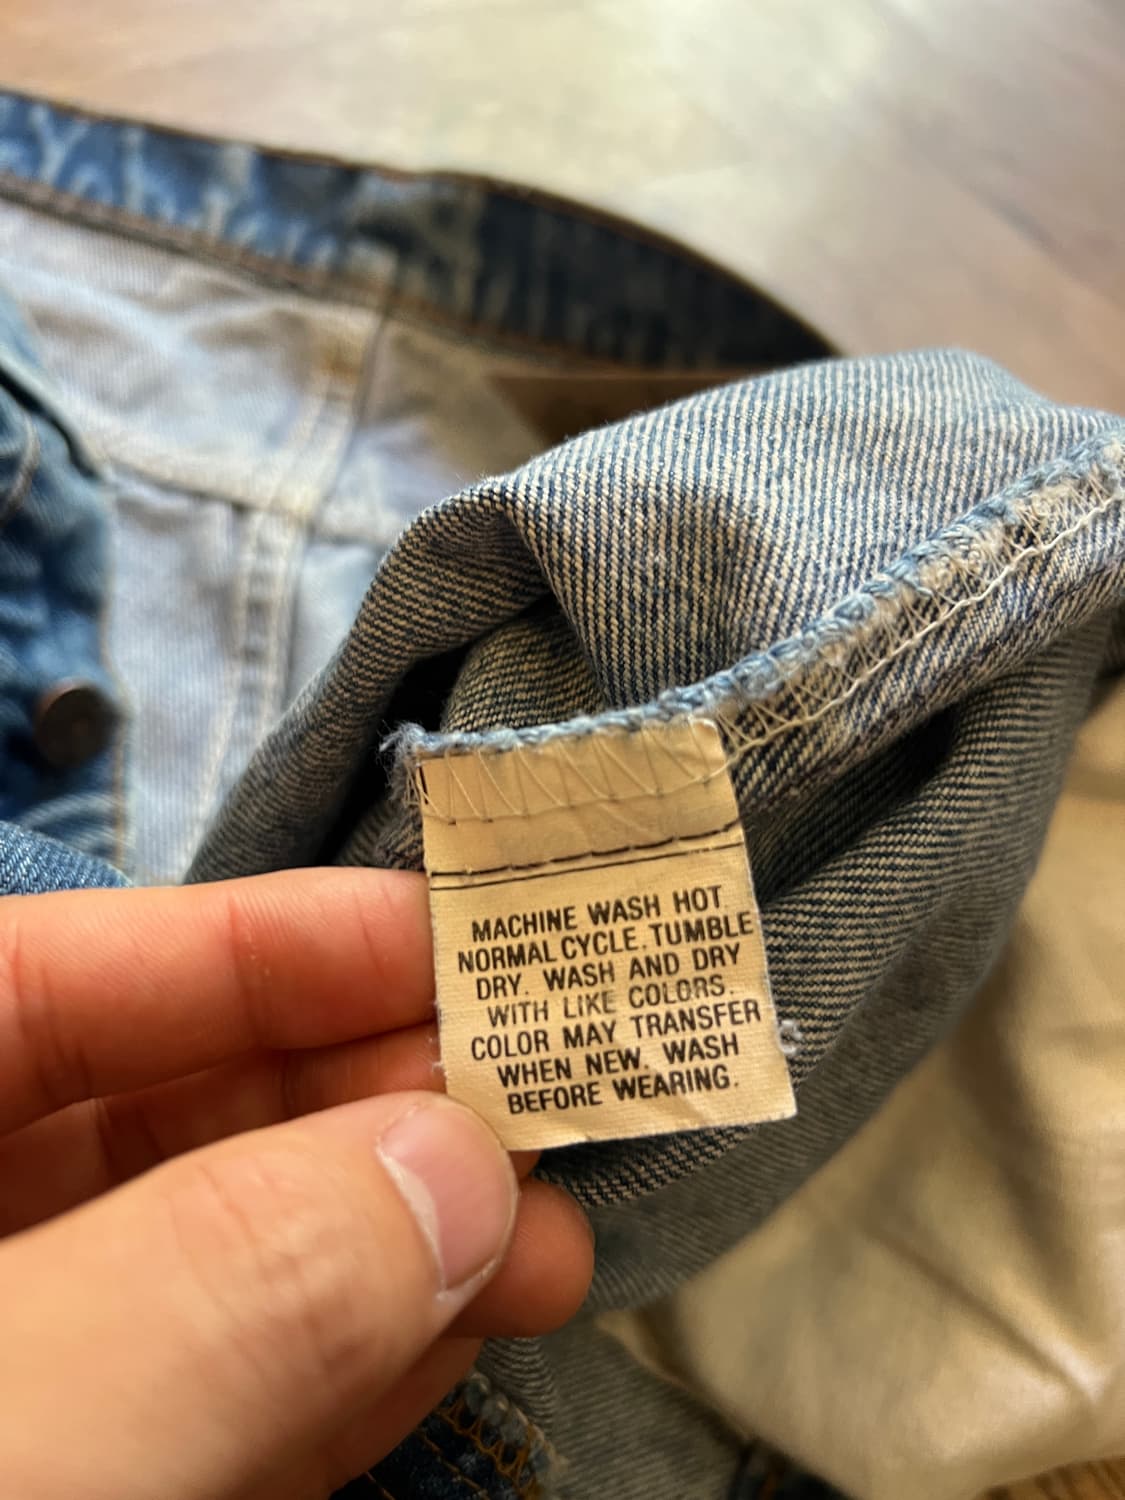 MACHINE WASH HOT
NORMAL CYCLE. TUMBLE
DRY. WASH AND DRY
WITH LIKE COLORS.
COLOR MAY TRANSFER
WHEN NEW. WASH
BEFORE WEARING.